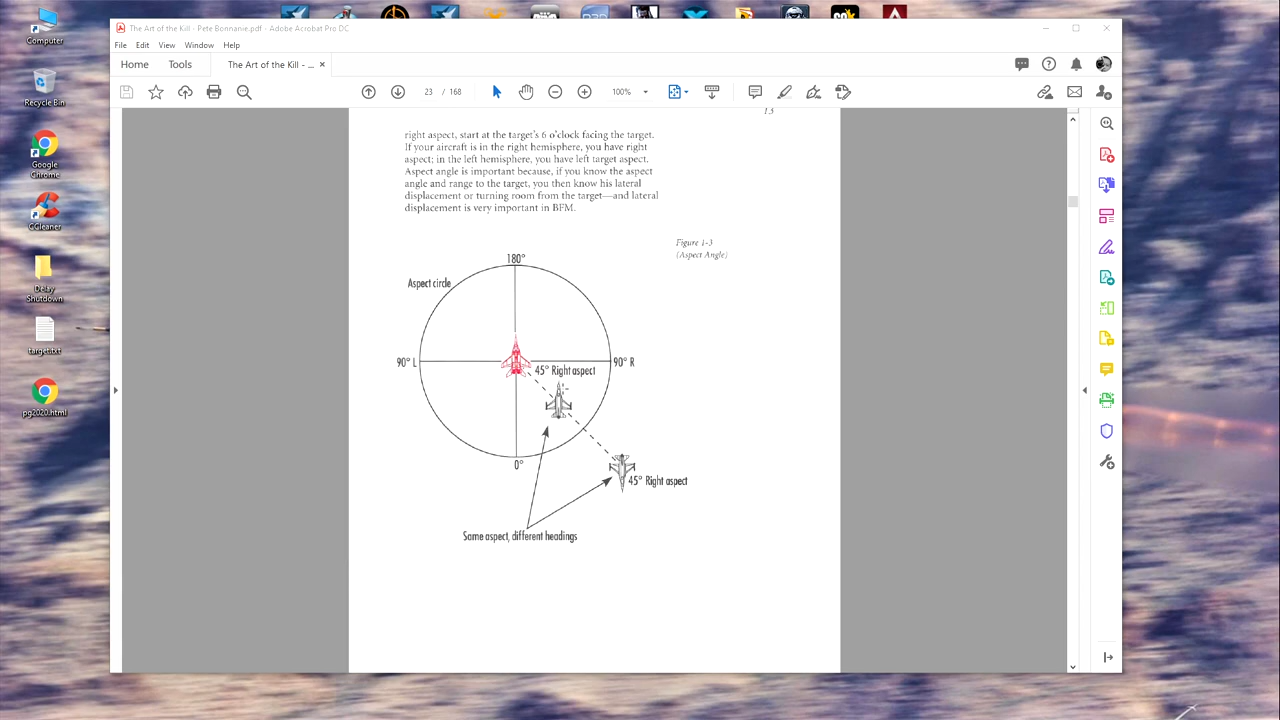 Computer
Recycle Bin
Google
Chrome
CCleaner
Delay
Shutdown
target.txt
pg2020.html
The Art of the Kill - Pete Bonnanie.pdf - Adobe Acrobat Pro DC
File Edit View Window Help
Home Tools The Art of the Kill - ... ×
23 / 168 100%
13
right aspect, start at the target's 6 o'clock facing the target.
If your aircraft is in the right hemisphere, you have right
aspect; in the left hemisphere, you have left target aspect.
Aspect angle is important because, if you know the aspect
angle and range to the target, you then know his lateral
displacement or turning room from the target—and lateral
displacement is very important in BFM.
Figure 1-3
(Aspect Angle)
180°
Aspect circle
90° L
90° R
45° Right aspect
0°
45° Right aspect
Same aspect, different headings